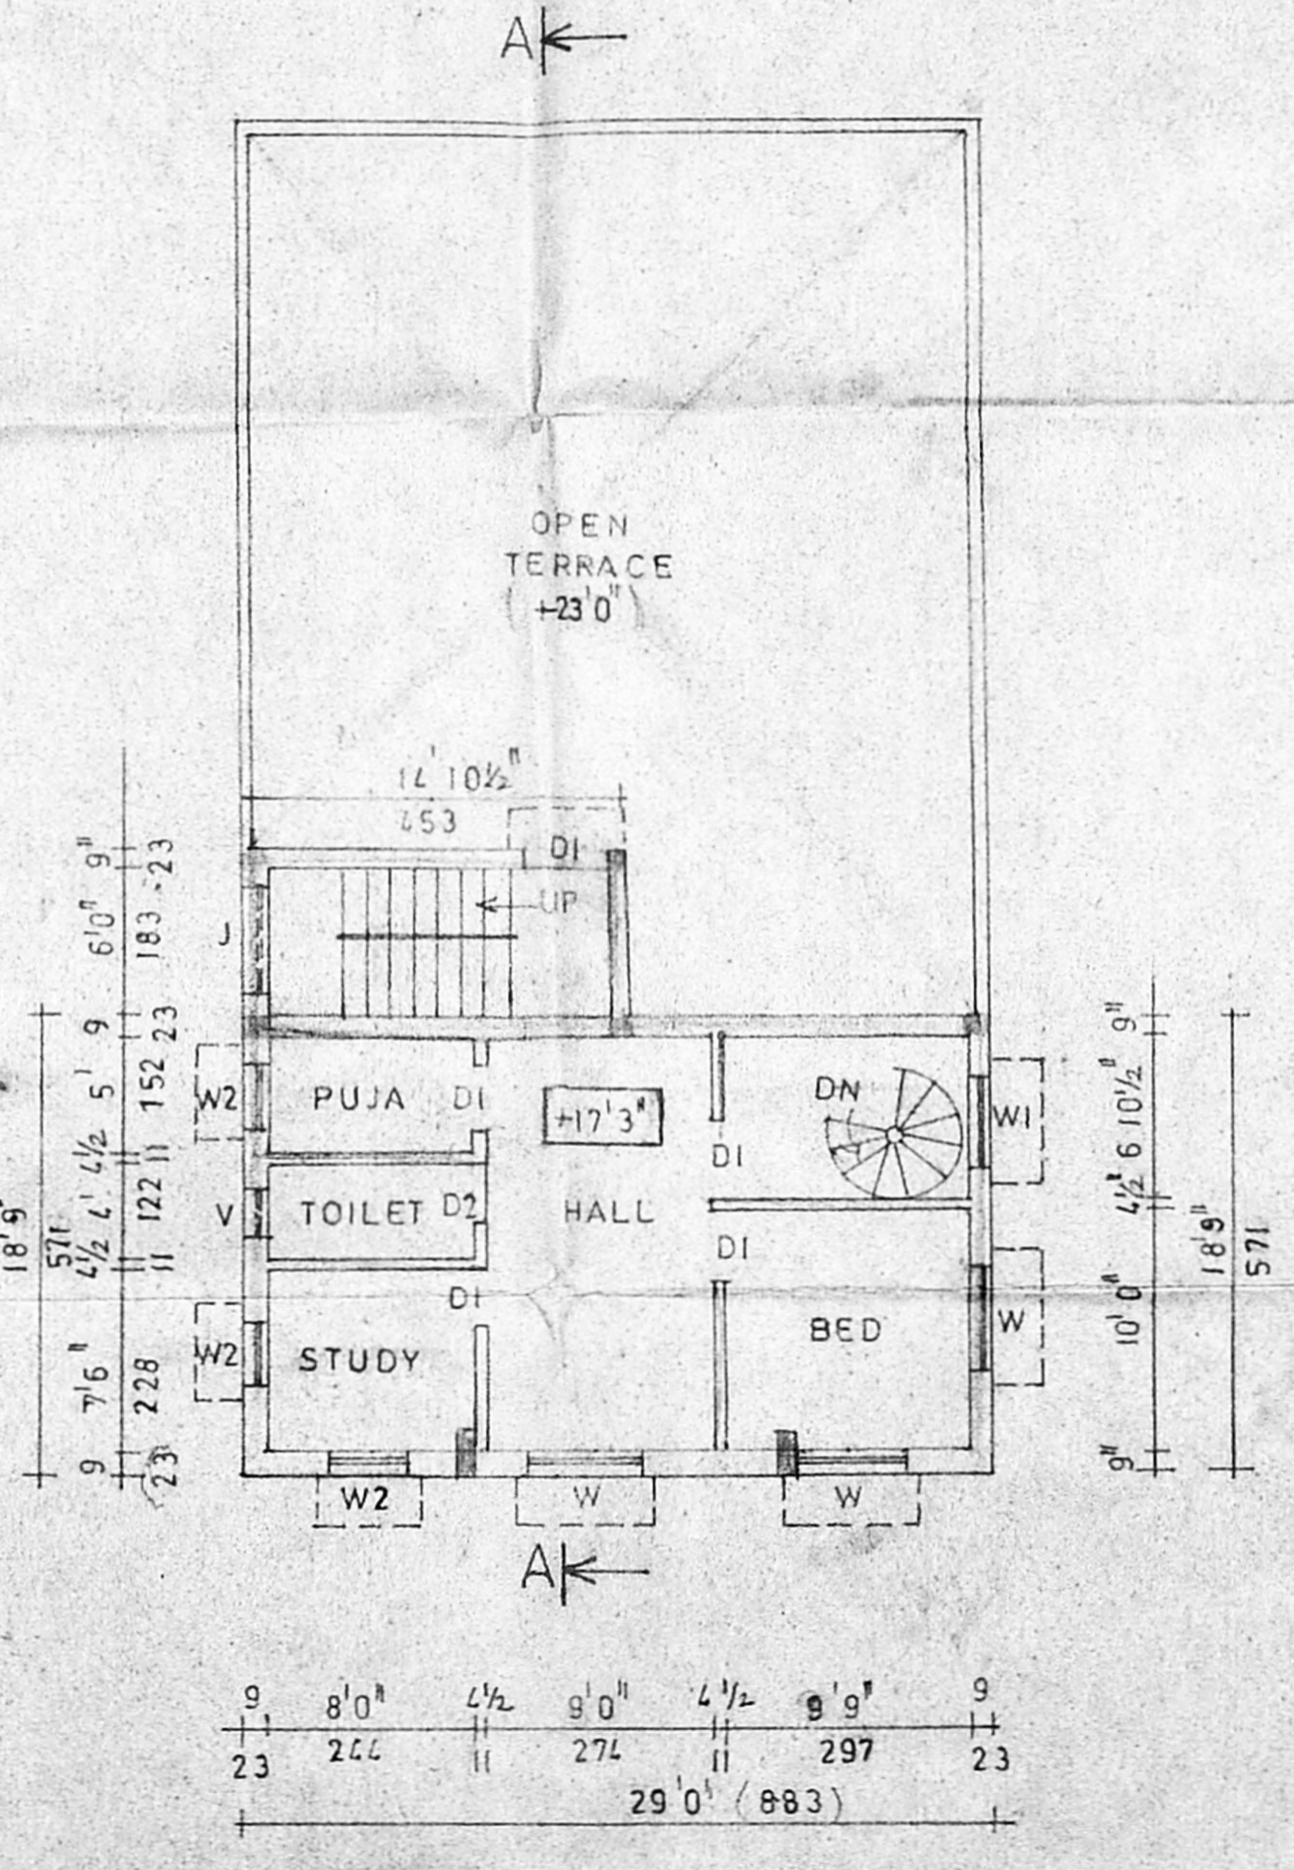 A
OPEN
TERRACE
(+23'0")
14'10½"
453
D1
UP
9"
23
6'0"
183
J
9
23
5'
152
W2
PUJA
D1
+17'3"
DN
W1
D1
4½
11
4'
122
V
TOILET
D2
HALL
4½
11
D1
D1
7'6"
228
W2
STUDY
BED
W
9
23
18'9"
571
9"
6 10½"
4½"
10'0"
9"
18'9"
571
W2
W
W
A
9 8'0" 4½ 9'0" 4½ 9'9" 9
23 244 11 274 11 297 23
29'0" (883)